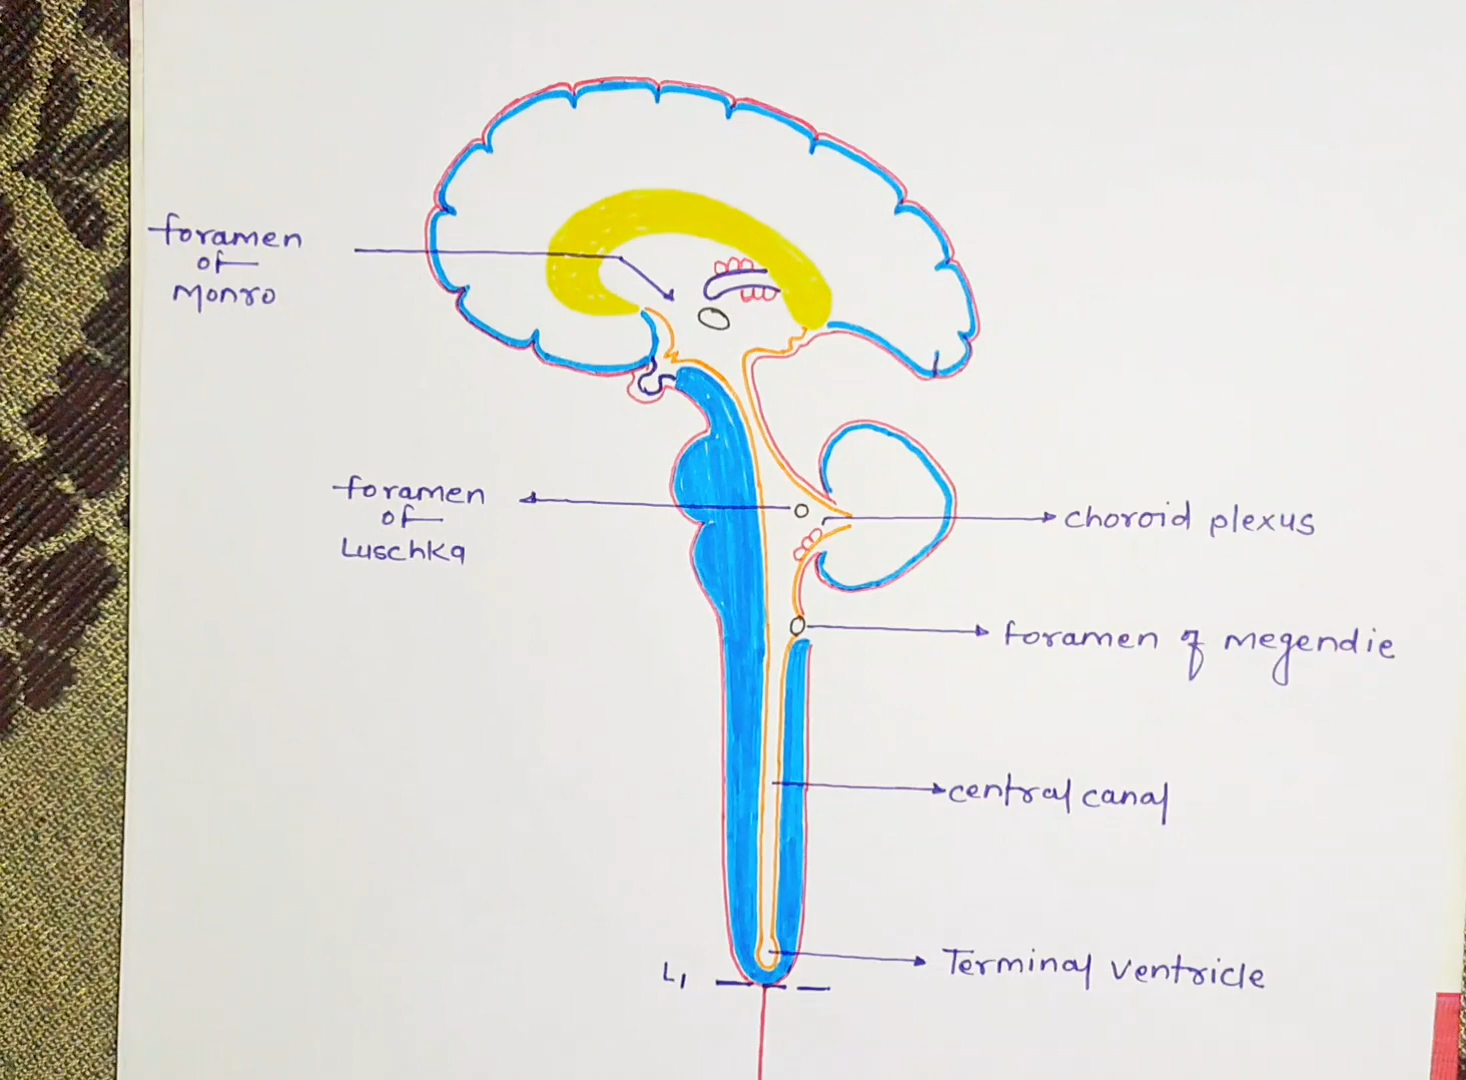 foramen
of
Monro
foramen
of
Luschka
choroid plexus
foramen of megendie
central canal
Terminal ventricle
L1